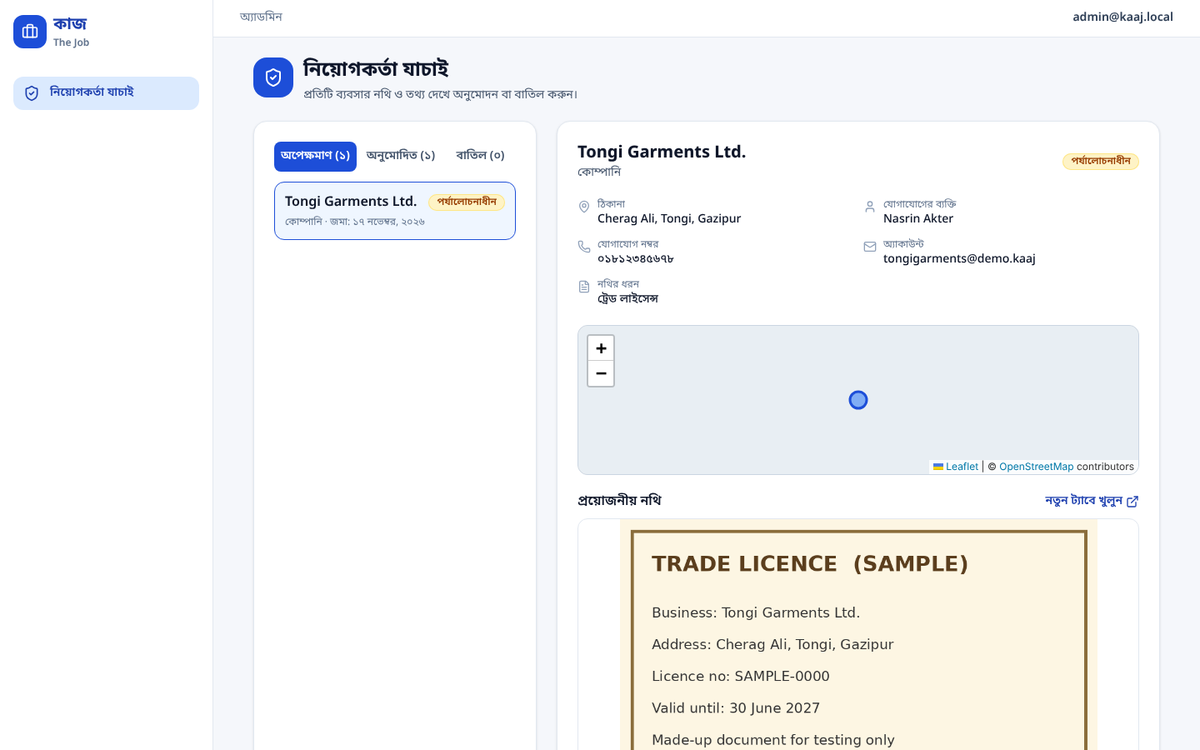 কাজ
The Job
নিয়োগকর্তা যাচাই
অ্যাডমিন
admin@kaaj.local
নিয়োগকর্তা যাচাই
প্রতিটি ব্যবসার নথি ও তথ্য দেখে অনুমোদন বা বাতিল করুন।
অপেক্ষমাণ (১)
অনুমোদিত (১)
বাতিল (০)
Tongi Garments Ltd.
পর্যালোচনাধীন
কোম্পানি · জমা: ১৭ নভেম্বর, ২০২৬
Tongi Garments Ltd.
কোম্পানি
পর্যালোচনাধীন
ঠিকানা
Cherag Ali, Tongi, Gazipur
যোগাযোগের ব্যক্তি
Nasrin Akter
যোগাযোগ নম্বর
০১৮১২৩৪৫৬৭৮
অ্যাকাউন্ট
tongigarments@demo.kaaj
নথির ধরন
ট্রেড লাইসেন্স
+
−
Leaflet | © OpenStreetMap contributors
প্রয়োজনীয় নথি
নতুন ট্যাবে খুলুন
TRADE LICENCE (SAMPLE)
Business: Tongi Garments Ltd.
Address: Cherag Ali, Tongi, Gazipur
Licence no: SAMPLE-0000
Valid until: 30 June 2027
Made-up document for testing only